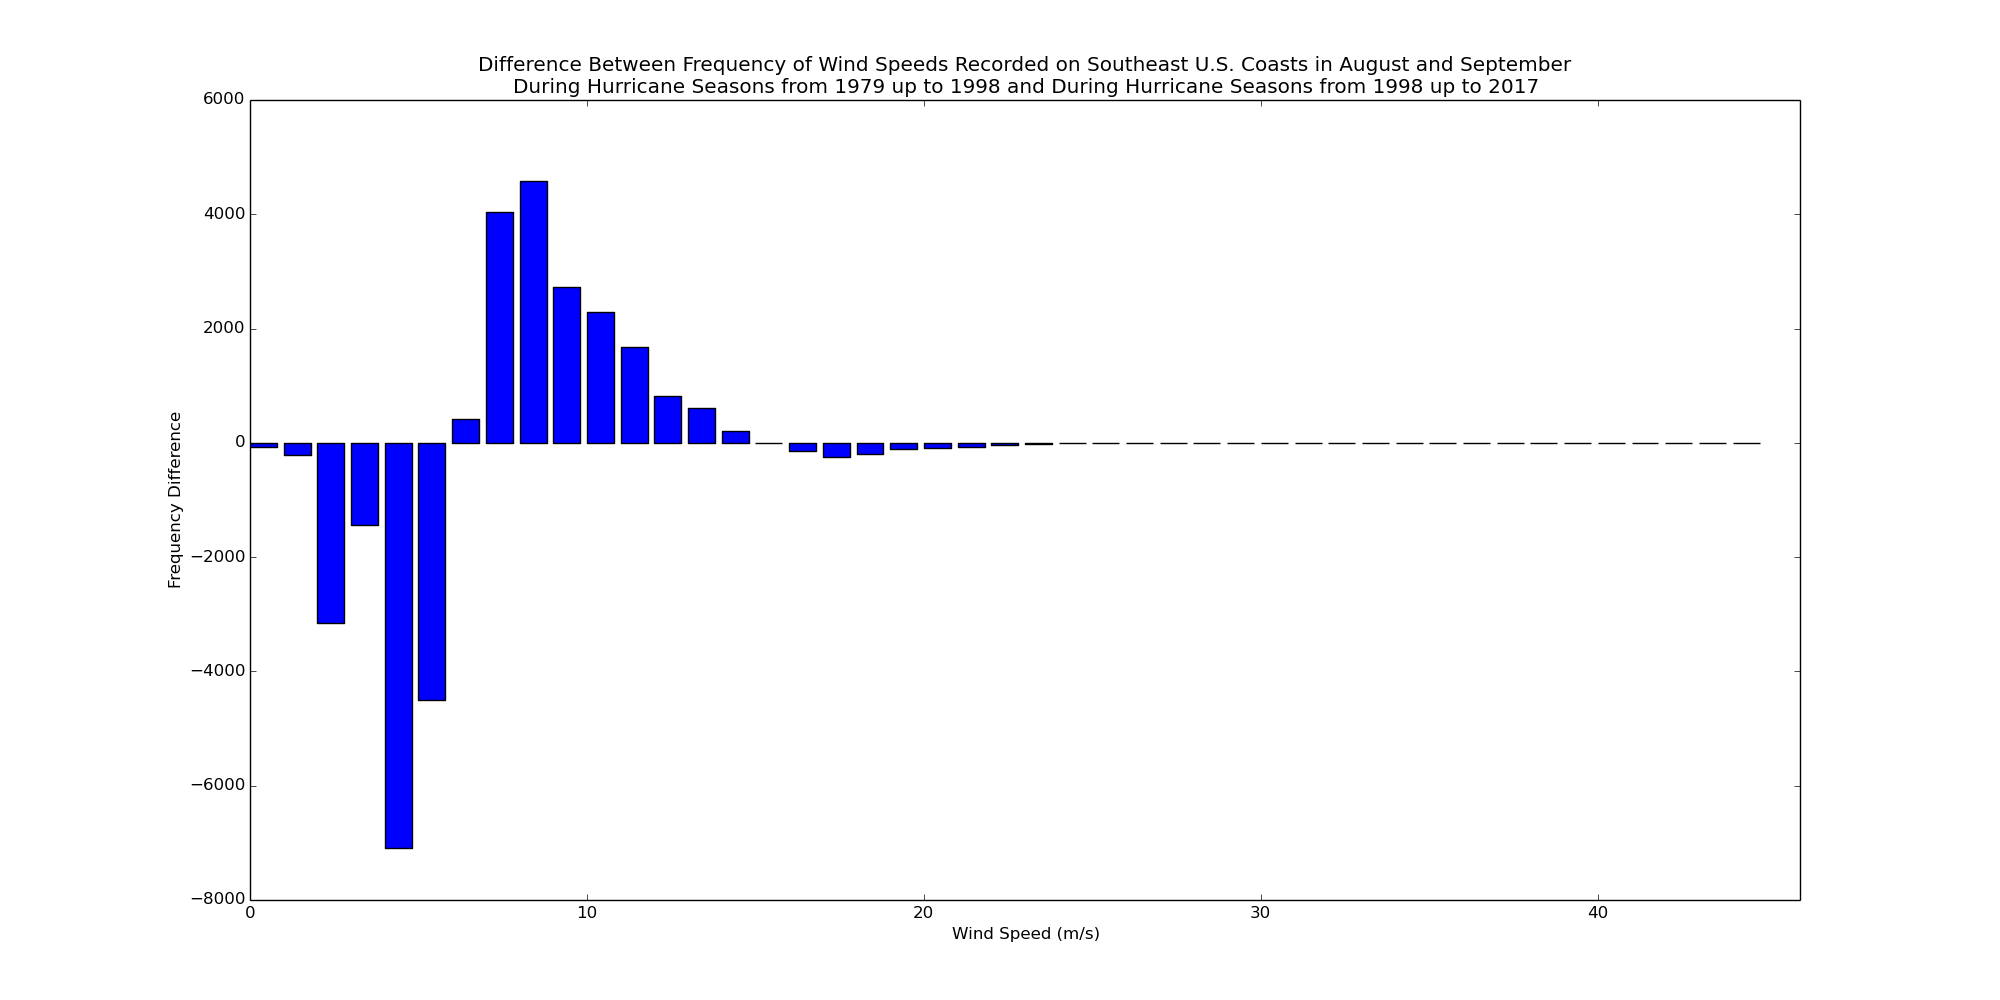 Difference Between Frequency of Wind Speeds Recorded on Southeast U.S. Coasts in August and September
During Hurricane Seasons from 1979 up to 1998 and During Hurricane Seasons from 1998 up to 2017
6000
4000
2000
0
−2000
−4000
−6000
−8000
Frequency Difference
0 10 20 30 40
Wind Speed (m/s)